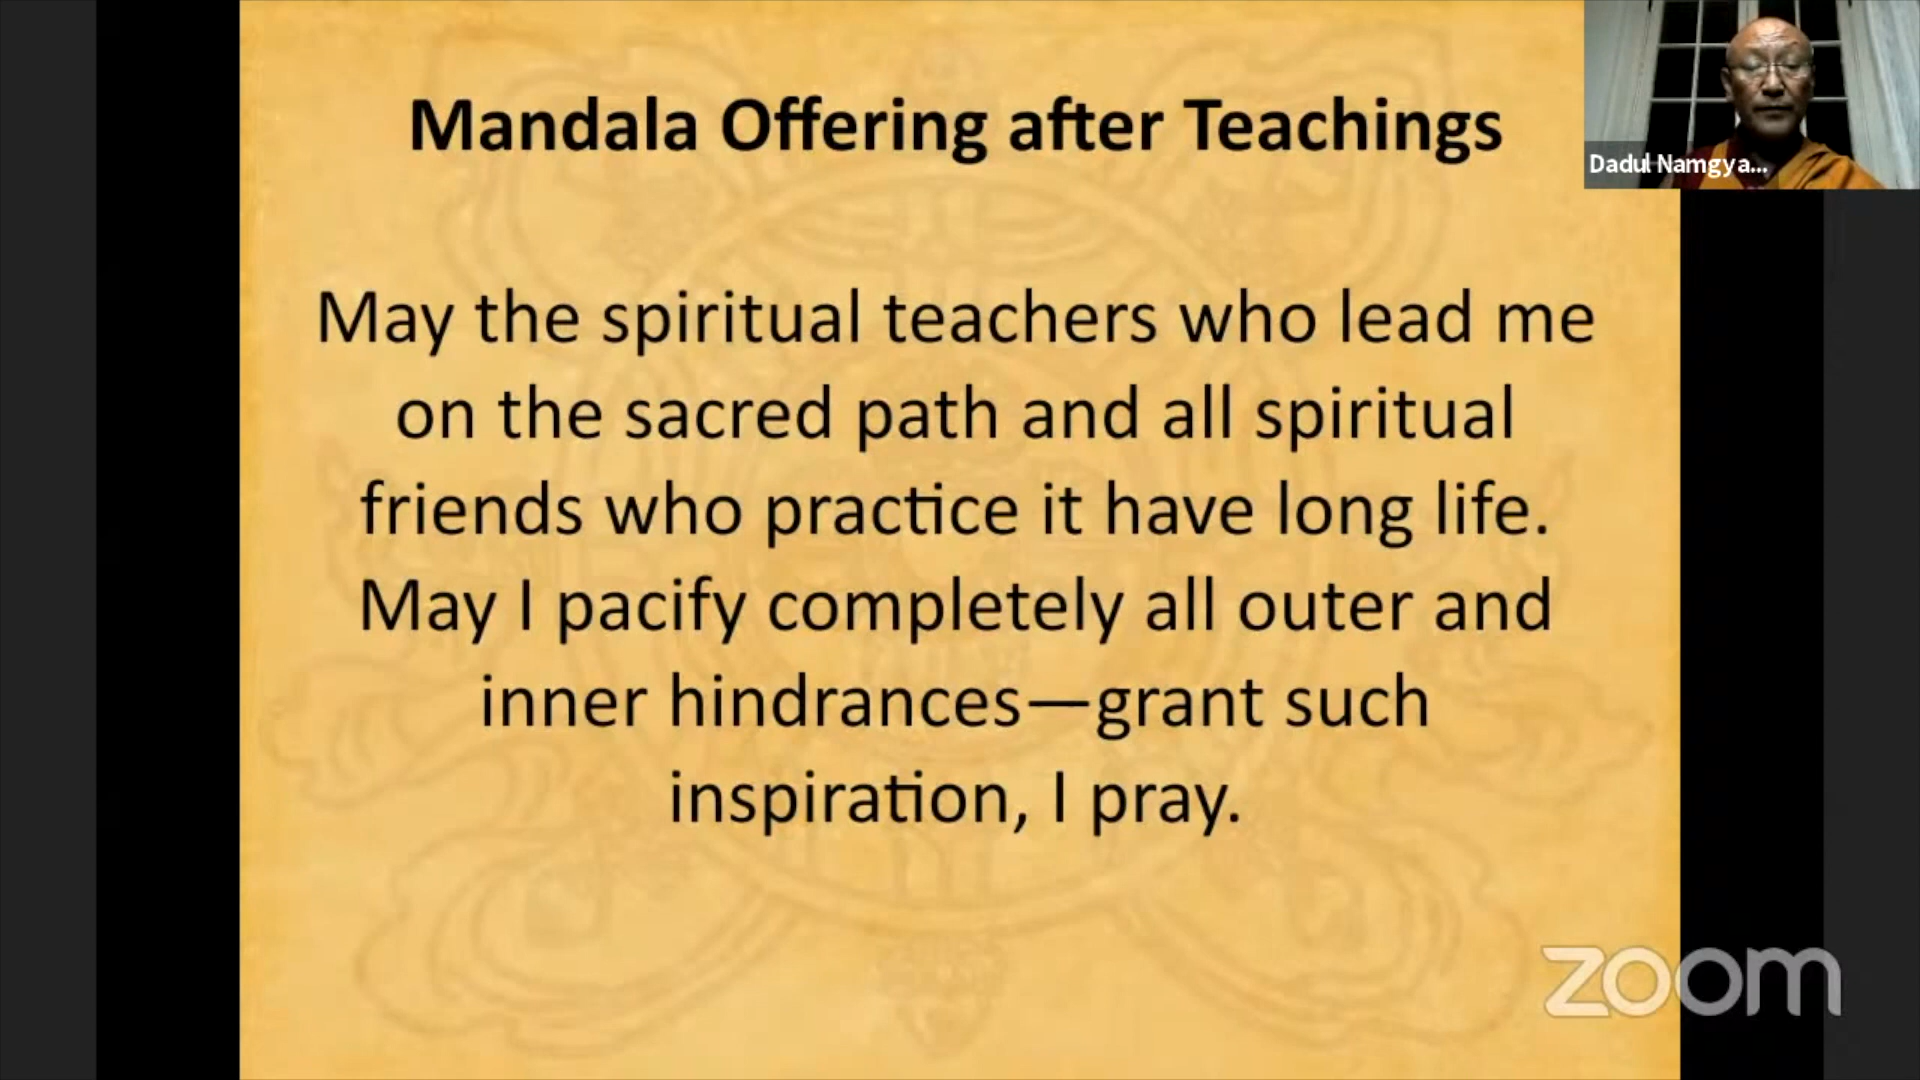 Mandala Offering after Teachings
Dadul Namgya...
May the spiritual teachers who lead me
on the sacred path and all spiritual
friends who practice it have long life.
May I pacify completely all outer and
inner hindrances—grant such
inspiration, I pray.
zoom